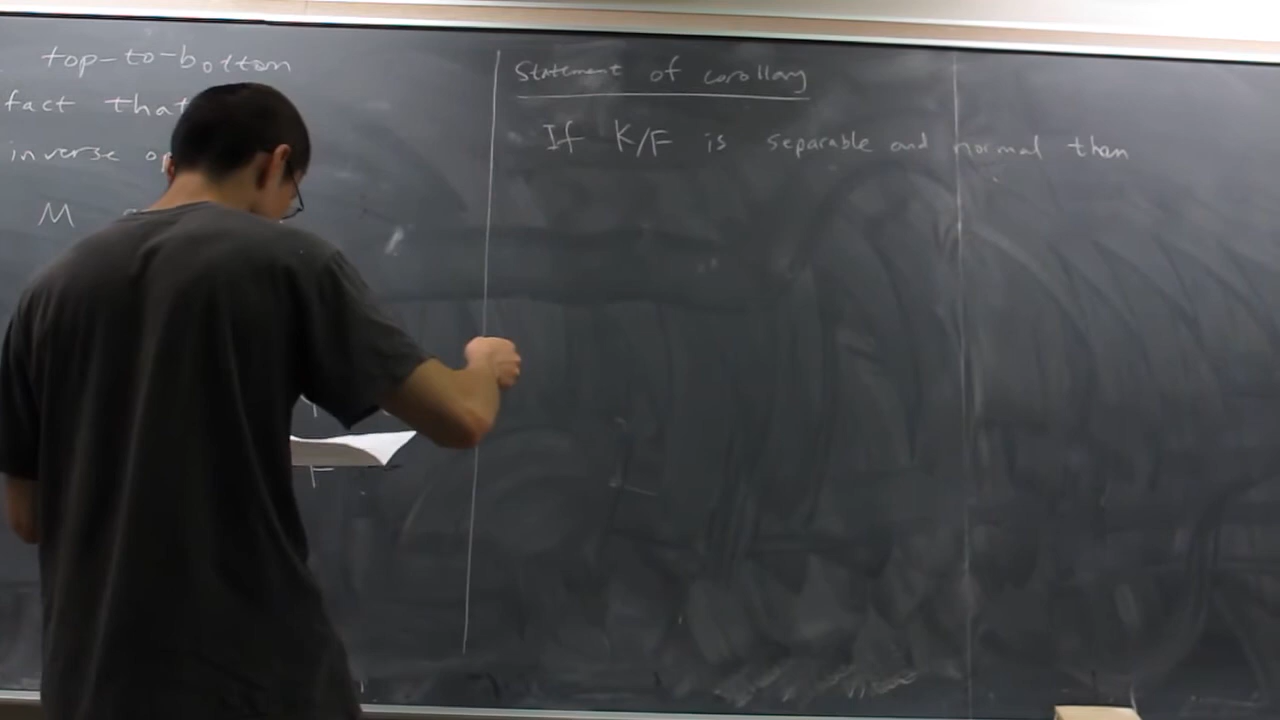 top-to-bottom
fact that
inverse
M
F
Statement of corollary
If K/F is separable and normal then